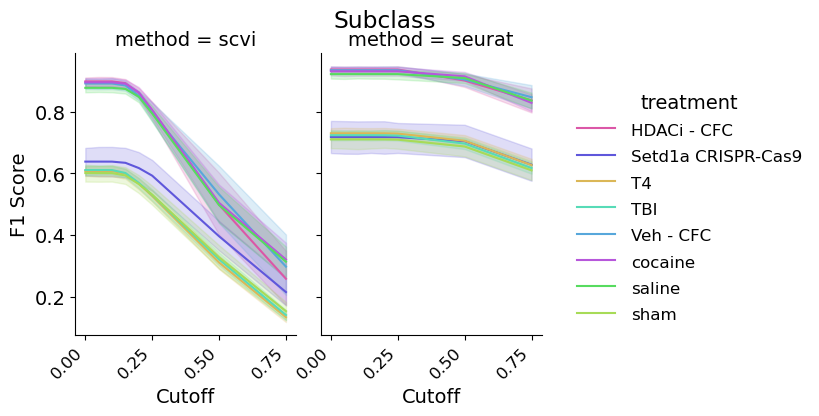 Subclass
method = scvi
method = seurat
F1 Score
0.8
0.6
0.4
0.2
0.00
0.25
0.50
0.75
0.00
0.25
0.50
0.75
Cutoff
Cutoff
treatment
HDACi - CFC
Setd1a CRISPR-Cas9
T4
TBI
Veh - CFC
cocaine
saline
sham